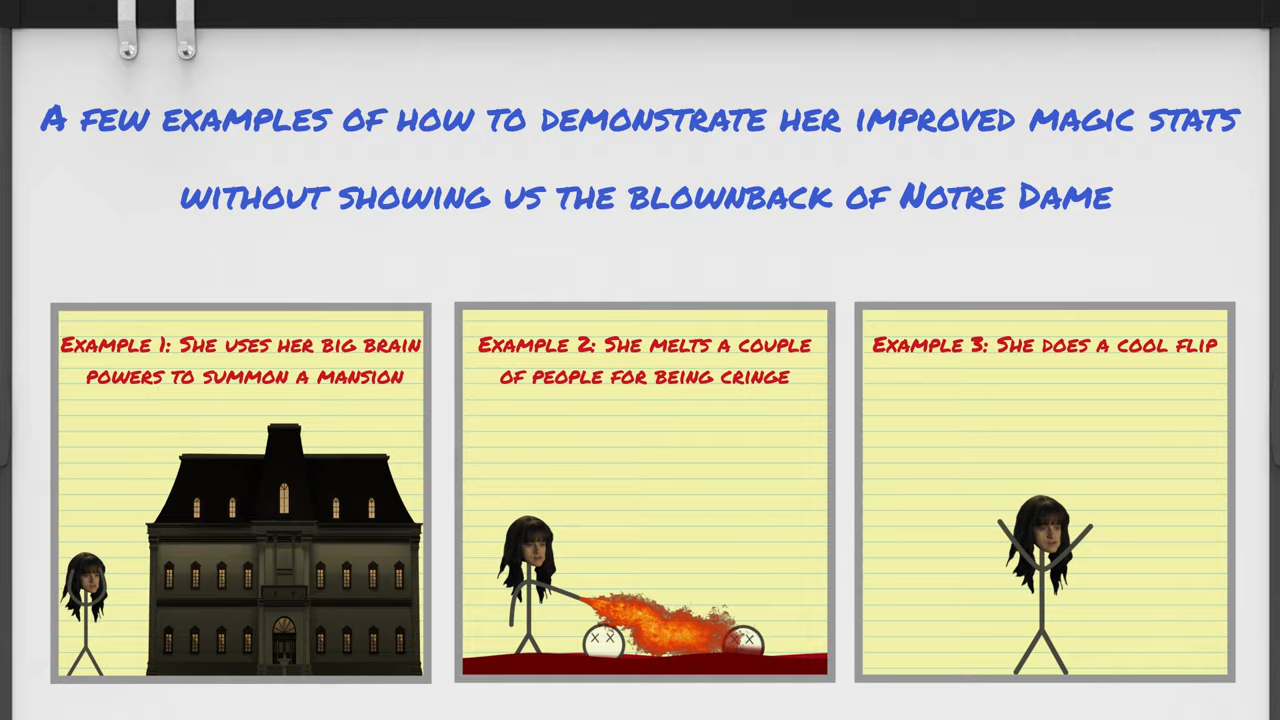 A few examples of how to demonstrate her improved magic stats
without showing us the blownback of Notre Dame
Example 1: She uses her big brain
powers to summon a mansion
Example 2: She melts a couple
of people for being cringe
Example 3: She does a cool flip
X X
X X